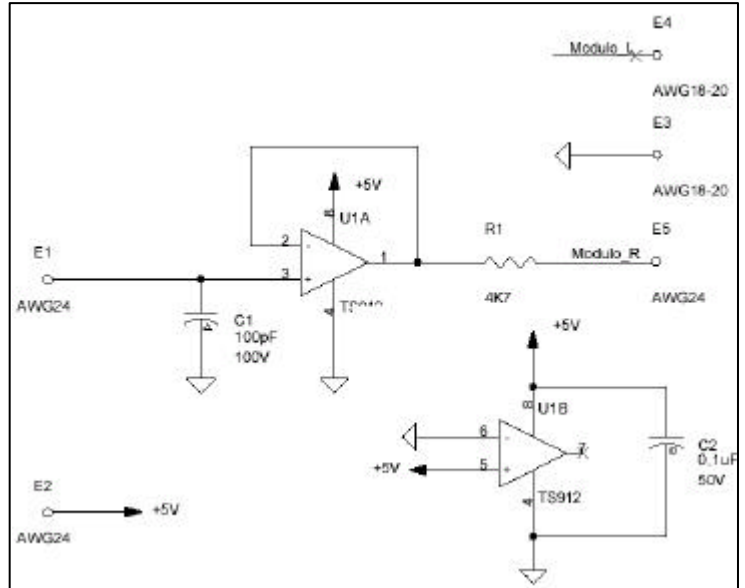 E4
Modulo_L
AWG18-20
E3
AWG18-20
+5V
8
U1A
2
-
1
3
+
4
E1
AWG24
C1
100pF
100V
R1
4K7
E5
Modulo_R
AWG24
+5V
8
U1B
6
-
7
5
+
+5V
4
TS912
C2
0,1uF
50V
E2
+5V
AWG24